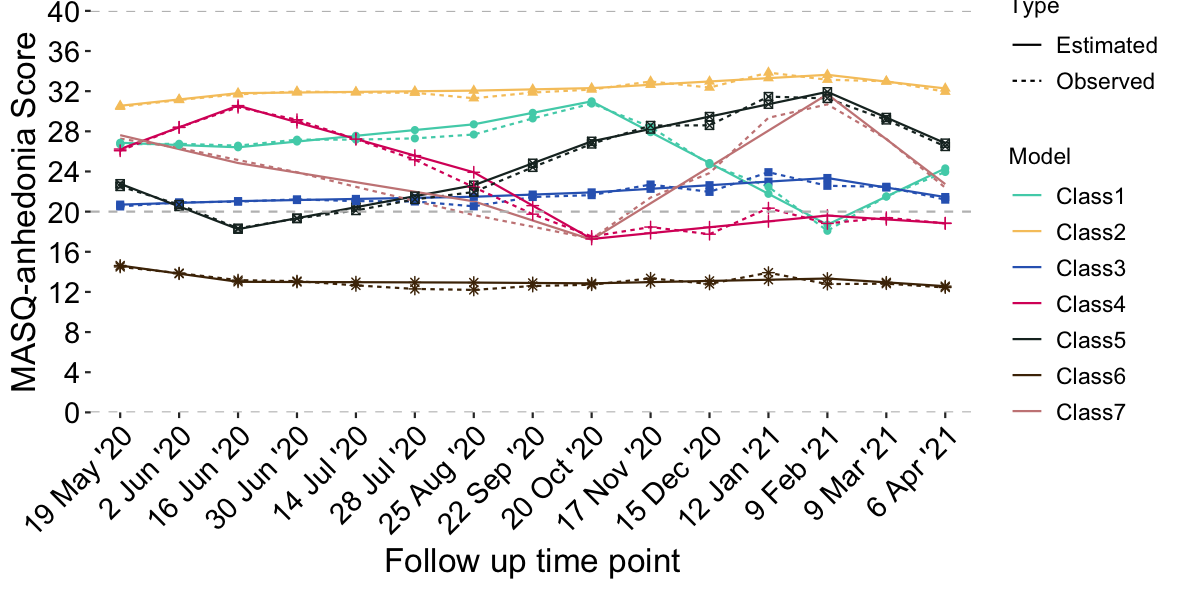 MASQ-anhedonia Score
40
36
32
28
24
20
16
12
8
4
0
19 May '20
2 Jun '20
16 Jun '20
30 Jun '20
14 Jul '20
28 Jul '20
25 Aug '20
22 Sep '20
20 Oct '20
17 Nov '20
15 Dec '20
12 Jan '21
9 Feb '21
9 Mar '21
6 Apr '21
Follow up time point
Type
Estimated
Observed
Model
Class1
Class2
Class3
Class4
Class5
Class6
Class7